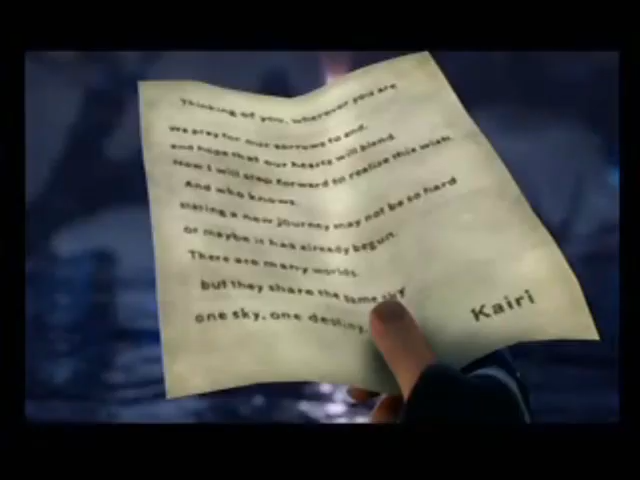 Thinking of you, wherever you are
We pray for our sorrows to end,
and hope that our hearts will blend.
Now I will step forward to realize this wish.
And who knows:
starting a new journey may not be so hard
or maybe it has already begun.
There are many worlds
but they share the same sky
one sky, one destiny.
Kairi